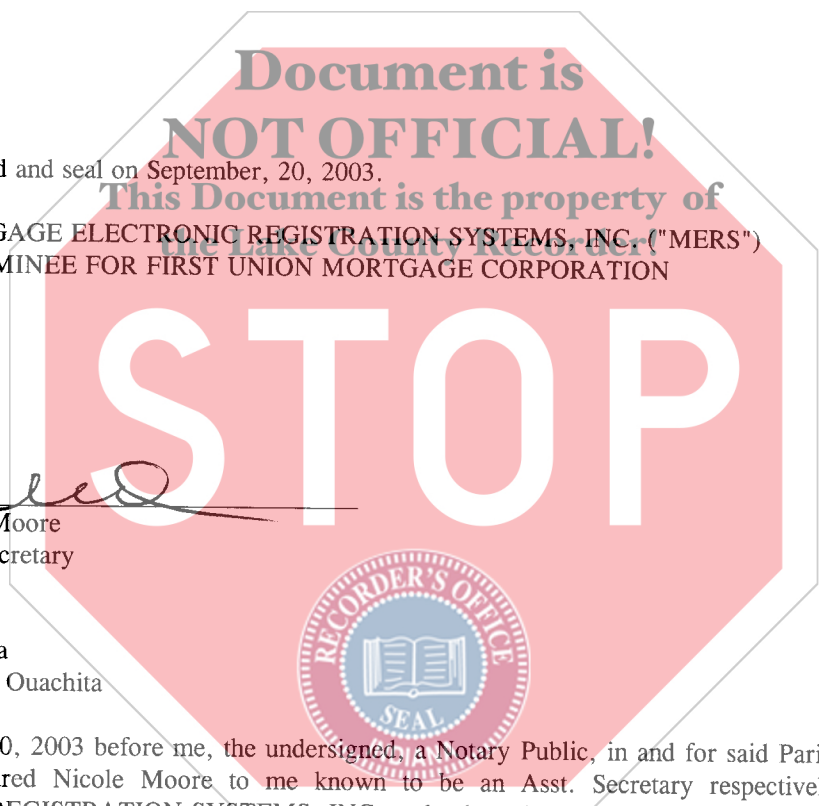 Document is
NOT OFFICIAL!
d and seal on September, 20, 2003.
This Document is the property of
the Lake County Recorder!
GAGE ELECTRONIC REGISTRATION SYSTEMS, INC. ("MERS")
MINEE FOR FIRST UNION MORTGAGE CORPORATION
STOP
Moore
cretary
RECORDER'S OFFICE
SEAL
a
Ouachita
0, 2003 before me, the undersigned, a Notary Public, in and for said Pari
red Nicole Moore to me known to be an Asst. Secretary respectivel
REGISTRATION SYSTEMS, INC